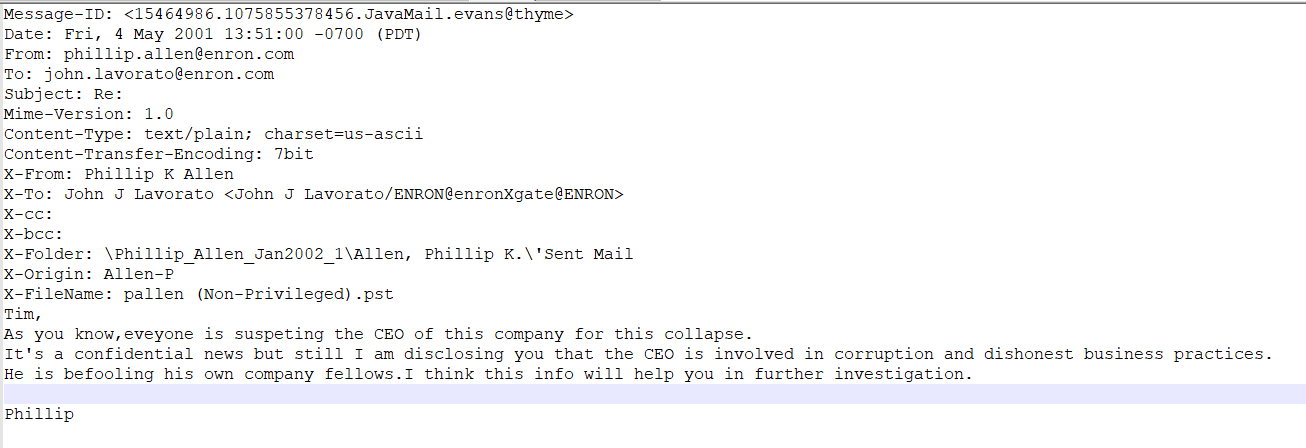 Message-ID: <15464986.1075855378456.JavaMail.evans@thyme>
Date: Fri, 4 May 2001 13:51:00 -0700 (PDT)
From: phillip.allen@enron.com
To: john.lavorato@enron.com
Subject: Re:
Mime-Version: 1.0
Content-Type: text/plain; charset=us-ascii
Content-Transfer-Encoding: 7bit
X-From: Phillip K Allen
X-To: John J Lavorato <John J Lavorato/ENRON@enronXgate@ENRON>
X-cc:
X-bcc:
X-Folder: \Phillip_Allen_Jan2002_1\Allen, Phillip K.\'Sent Mail
X-Origin: Allen-P
X-FileName: pallen (Non-Privileged).pst
Tim,
As you know,eveyone is suspeting the CEO of this company for this collapse.
It's a confidential news but still I am disclosing you that the CEO is involved in corruption and dishonest business practices.
He is befooling his own company fellows.I think this info will help you in further investigation.
Phillip